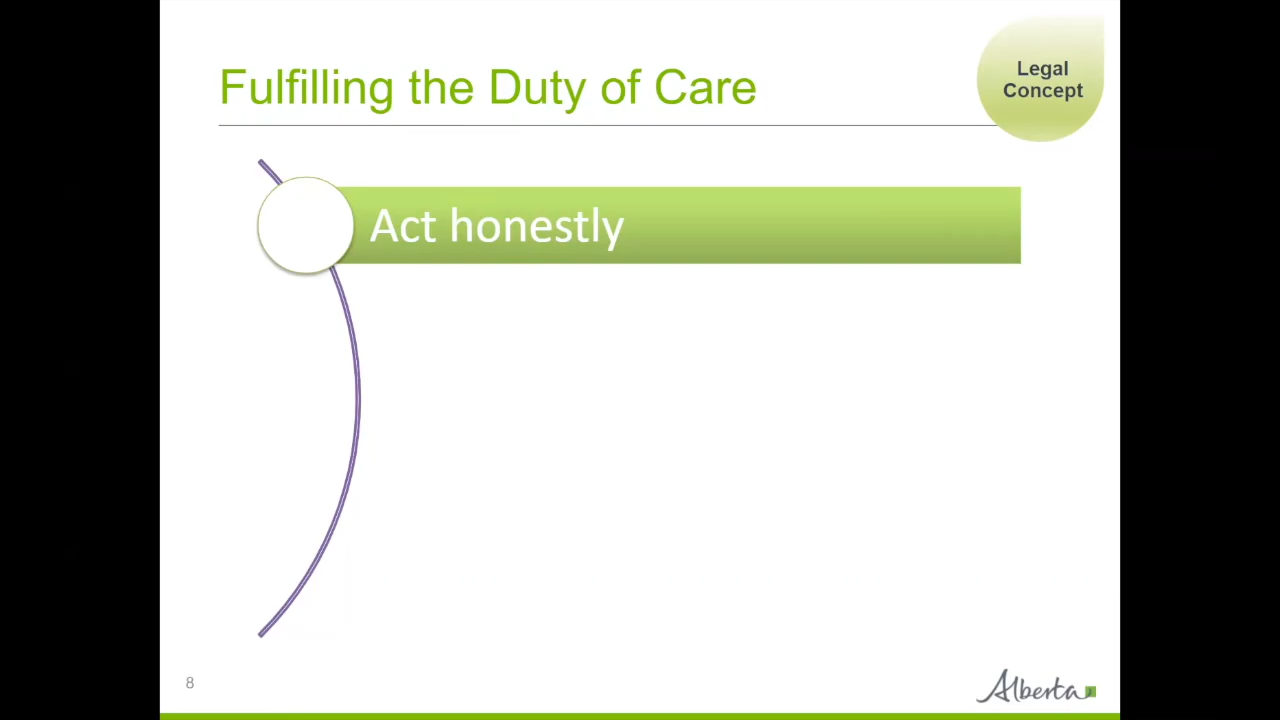 Fulfilling the Duty of Care
Legal
Concept
Act honestly
8
Alberta